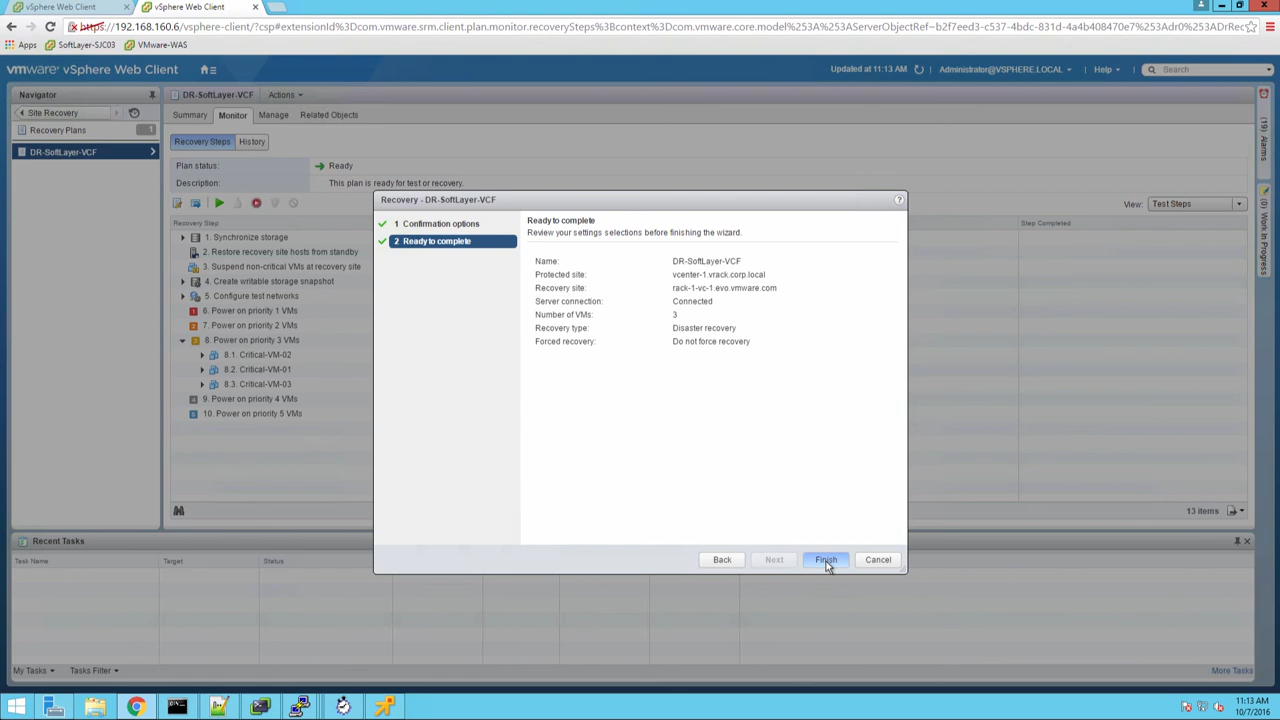 vSphere Web Client
vSphere Web Client
https://192.168.160.6/vsphere-client/?csp#extensionId%3Dcom.vmware.srm.client.plan.monitor.recoverySteps%3Bcontext%3Dcom.vmware.core.model%253A%253AServerObjectRef~b2f7eed3-c537-4bdc-831d-4a4b408470e7%253ADrRec
Apps SoftLayer-SJC03 VMware-WAS
vmware vSphere Web Client
Updated at 11:13 AM
Administrator@VSPHERE.LOCAL
Help
Search
Navigator
DR-SoftLayer-VCF
Actions
Site Recovery
Summary Monitor Manage Related Objects
Recovery Plans 1
Recovery Steps History
DR-SoftLayer-VCF
Plan status: Ready
Description: This plan is ready for test or recovery.
View: Test Steps
Recovery Step
Step Completed
1. Synchronize storage
2. Restore recovery site hosts from standby
3. Suspend non-critical VMs at recovery site
4. Create writable storage snapshot
5. Configure test networks
6. Power on priority 1 VMs
7. Power on priority 2 VMs
8. Power on priority 3 VMs
8.1. Critical-VM-02
8.2. Critical-VM-01
8.3. Critical-VM-03
9. Power on priority 4 VMs
10. Power on priority 5 VMs
13 items
Recovery - DR-SoftLayer-VCF
1 Confirmation options
2 Ready to complete
Ready to complete
Review your settings selections before finishing the wizard.
Name: DR-SoftLayer-VCF
Protected site: vcenter-1.vrack.corp.local
Recovery site: rack-1-vc-1.evo.vmware.com
Server connection: Connected
Number of VMs: 3
Recovery type: Disaster recovery
Forced recovery: Do not force recovery
Back Next Finish Cancel
(19) Alarms
(0) Work In Progress
Recent Tasks
Task Name Target Status
My Tasks Tasks Filter
More Tasks
11:13 AM
10/7/2016